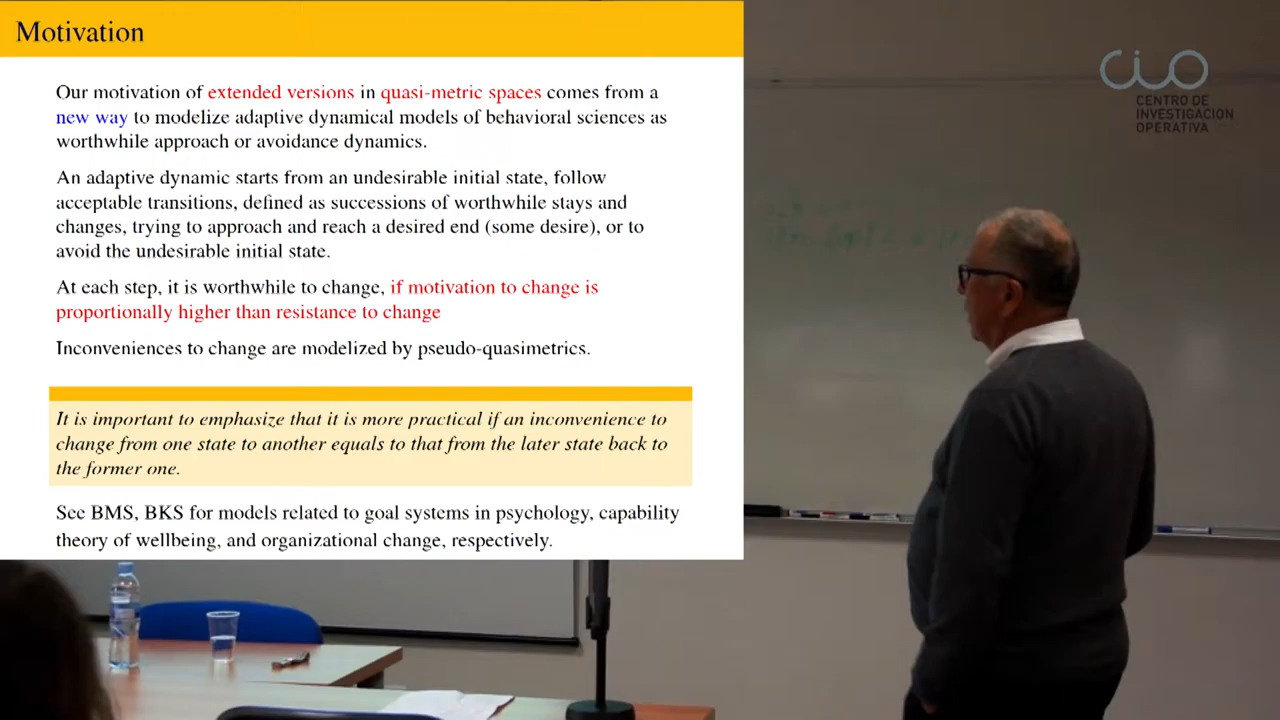 Motivation
Our motivation of extended versions in quasi-metric spaces comes from a
new way to modelize adaptive dynamical models of behavioral sciences as
worthwhile approach or avoidance dynamics.
An adaptive dynamic starts from an undesirable initial state, follow
acceptable transitions, defined as successions of worthwhile stays and
changes, trying to approach and reach a desired end (some desire), or to
avoid the undesirable initial state.
At each step, it is worthwhile to change, if motivation to change is
proportionally higher than resistance to change
Inconveniences to change are modelized by pseudo-quasimetrics.
It is important to emphasize that it is more practical if an inconvenience to
change from one state to another equals to that from the later state back to
the former one.
See BMS, BKS for models related to goal systems in psychology, capability
theory of wellbeing, and organizational change, respectively.
CIO
CENTRO DE
INVESTIGACIÓN
OPERATIVA